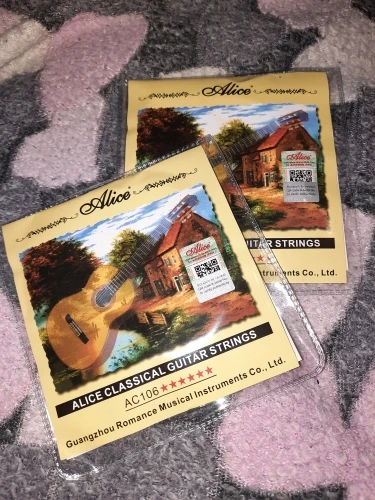 Alice
Alice
GUITAR STRINGS
Instruments Co., Ltd.
Alice
Alice
ALICE CLASSICAL GUITAR STRINGS
AC106 ★★★★★★
Guangzhou Romance Musical Instruments Co., Ltd.